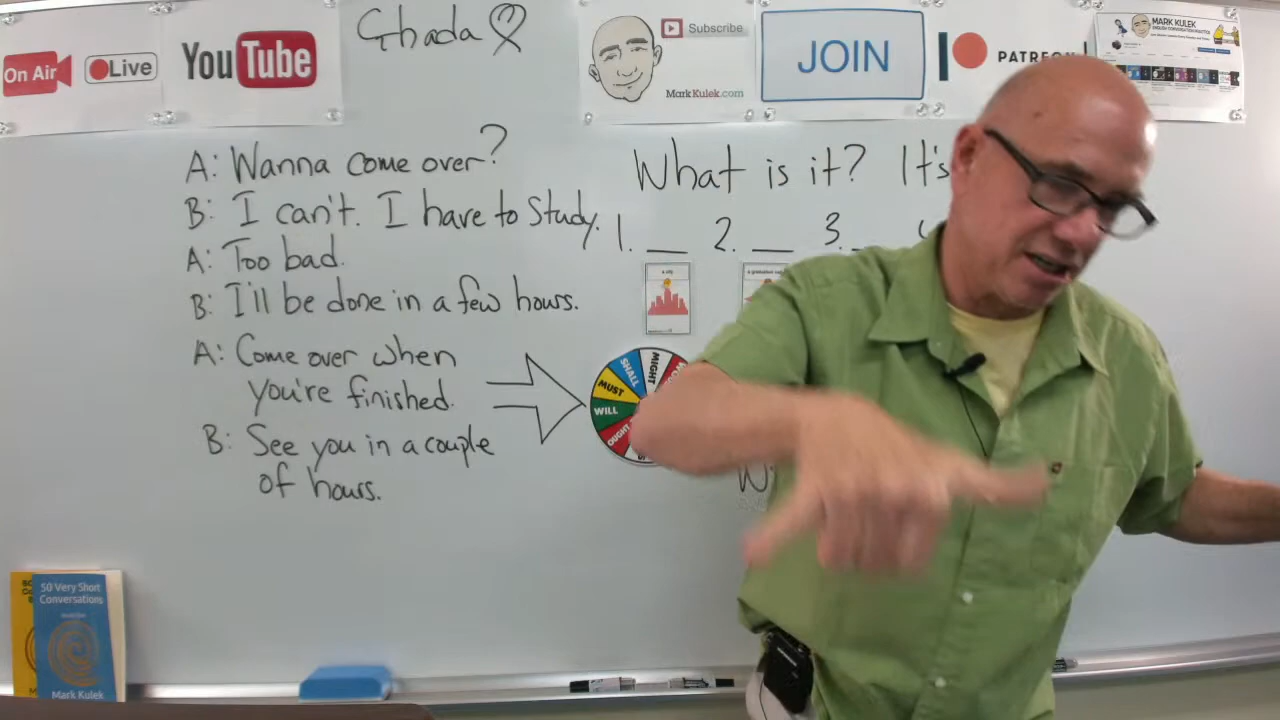 On Air
Live
YouTube
Ghada
Subscribe
MarkKulek.com
JOIN
PATREON
MARK KULEK
A: Wanna come over?
B: I can't. I have to study.
A: Too bad.
B: I'll be done in a few hours.
A: Come over when
you're finished.
B: See you in a couple
of hours.
What is it? It's
1. __ 2. __ 3. _
a city
MIGHT
SHALL
MUST
WILL
OUGHT
W
50 Very Short
Conversations
Mark Kulek